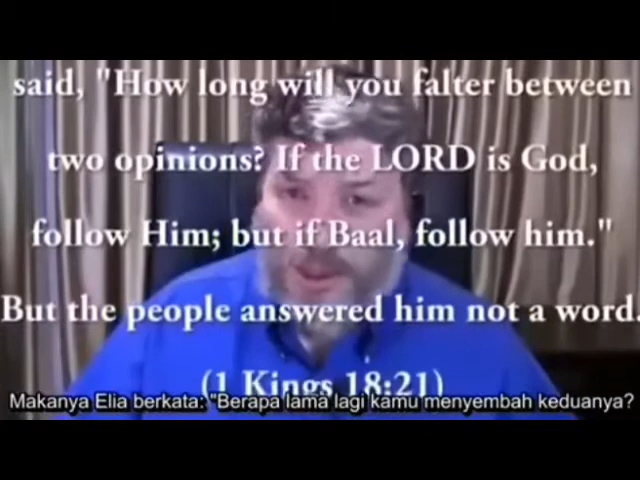 said, "How long will you falter between
two opinions? If the LORD is God,
follow Him; but if Baal, follow him."
But the people answered him not a word.
(1 Kings 18:21)
Makanya Elia berkata: "Berapa lama lagi kamu menyembah keduanya?